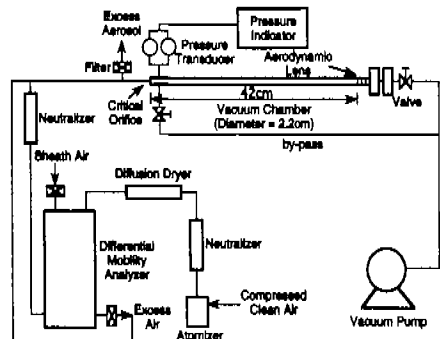 Excess
Aerosol
Pressure
Indicator
Pressure
Transducer
Filter
Aerodynamic
Lens
Critical
Orifice
42cm
Valve
Vacuum Chamber
(Diameter = 2.2cm)
Neutralizer
by-pass
Sheath Air
Diffusion Dryer
Neutralizer
Differential
Mobility
Analyzer
Compressed
Clean Air
Excess
Air
Atomizer
Vacuum Pump